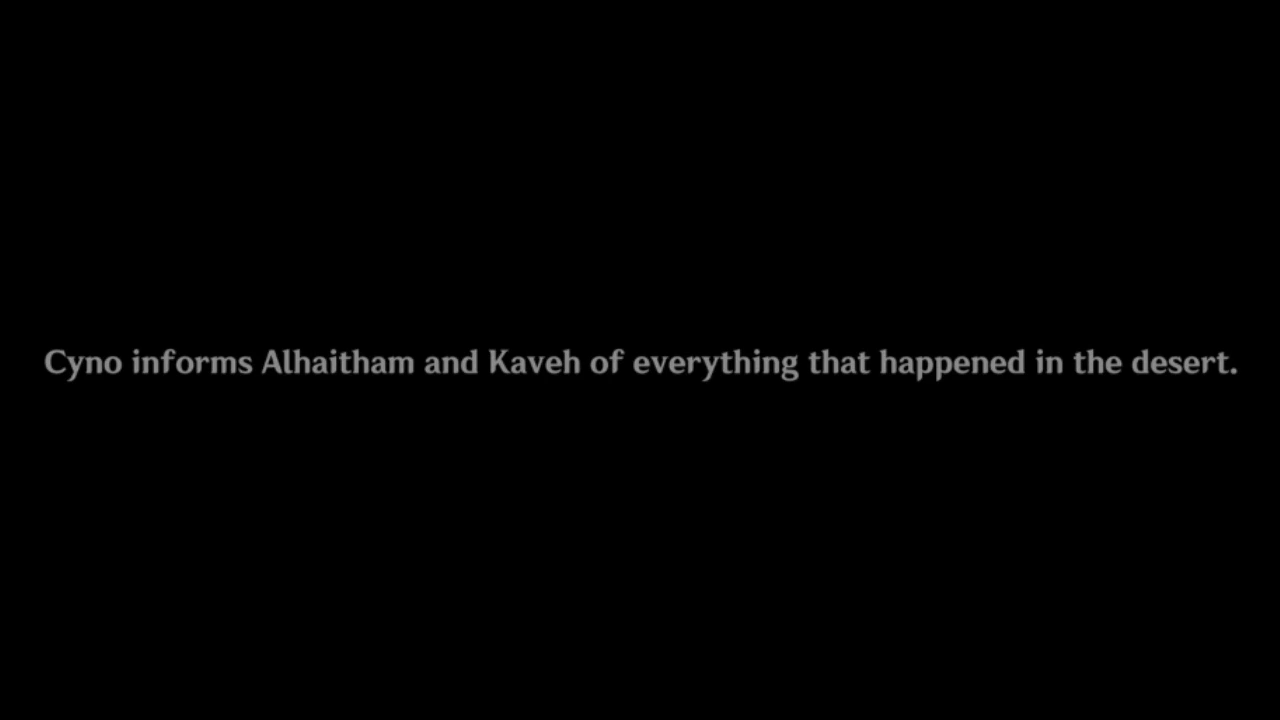 Cyno informs Alhaitham and Kaveh of everything that happened in the desert.